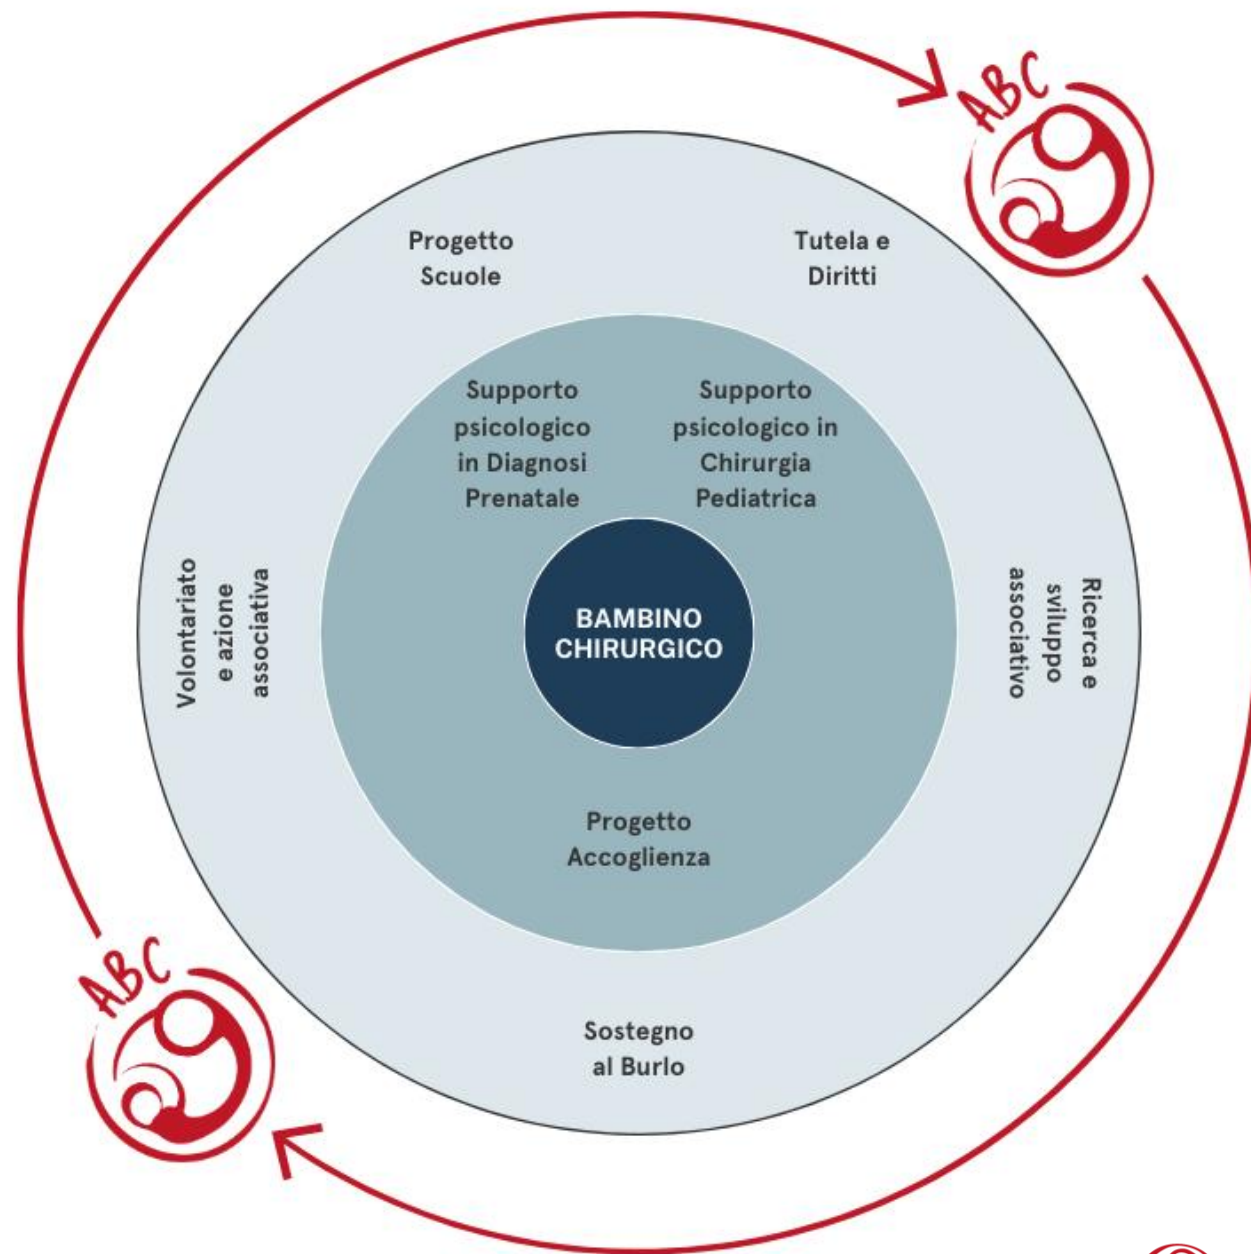 ABC
Progetto
Scuole
Tutela e
Diritti
Supporto
psicologico
in Diagnosi
Prenatale
Supporto
psicologico in
Chirurgia
Pediatrica
Volontariato
e azione
associativa
BAMBINO
CHIRURGICO
Ricerca e
sviluppo
associativo
Progetto
Accoglienza
ABC
Sostegno
al Burlo